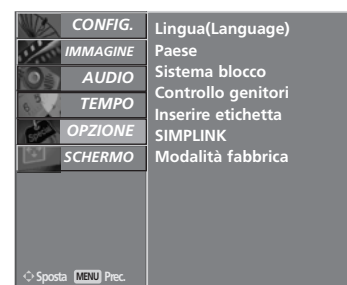 CONFIG.
IMMAGINE
AUDIO
TEMPO
OPZIONE
SCHERMO
Lingua(Language)
Paese
Sistema blocco
Controllo genitori
Inserire etichetta
SIMPLINK
Modalità fabbrica
Sposta MENU Prec.